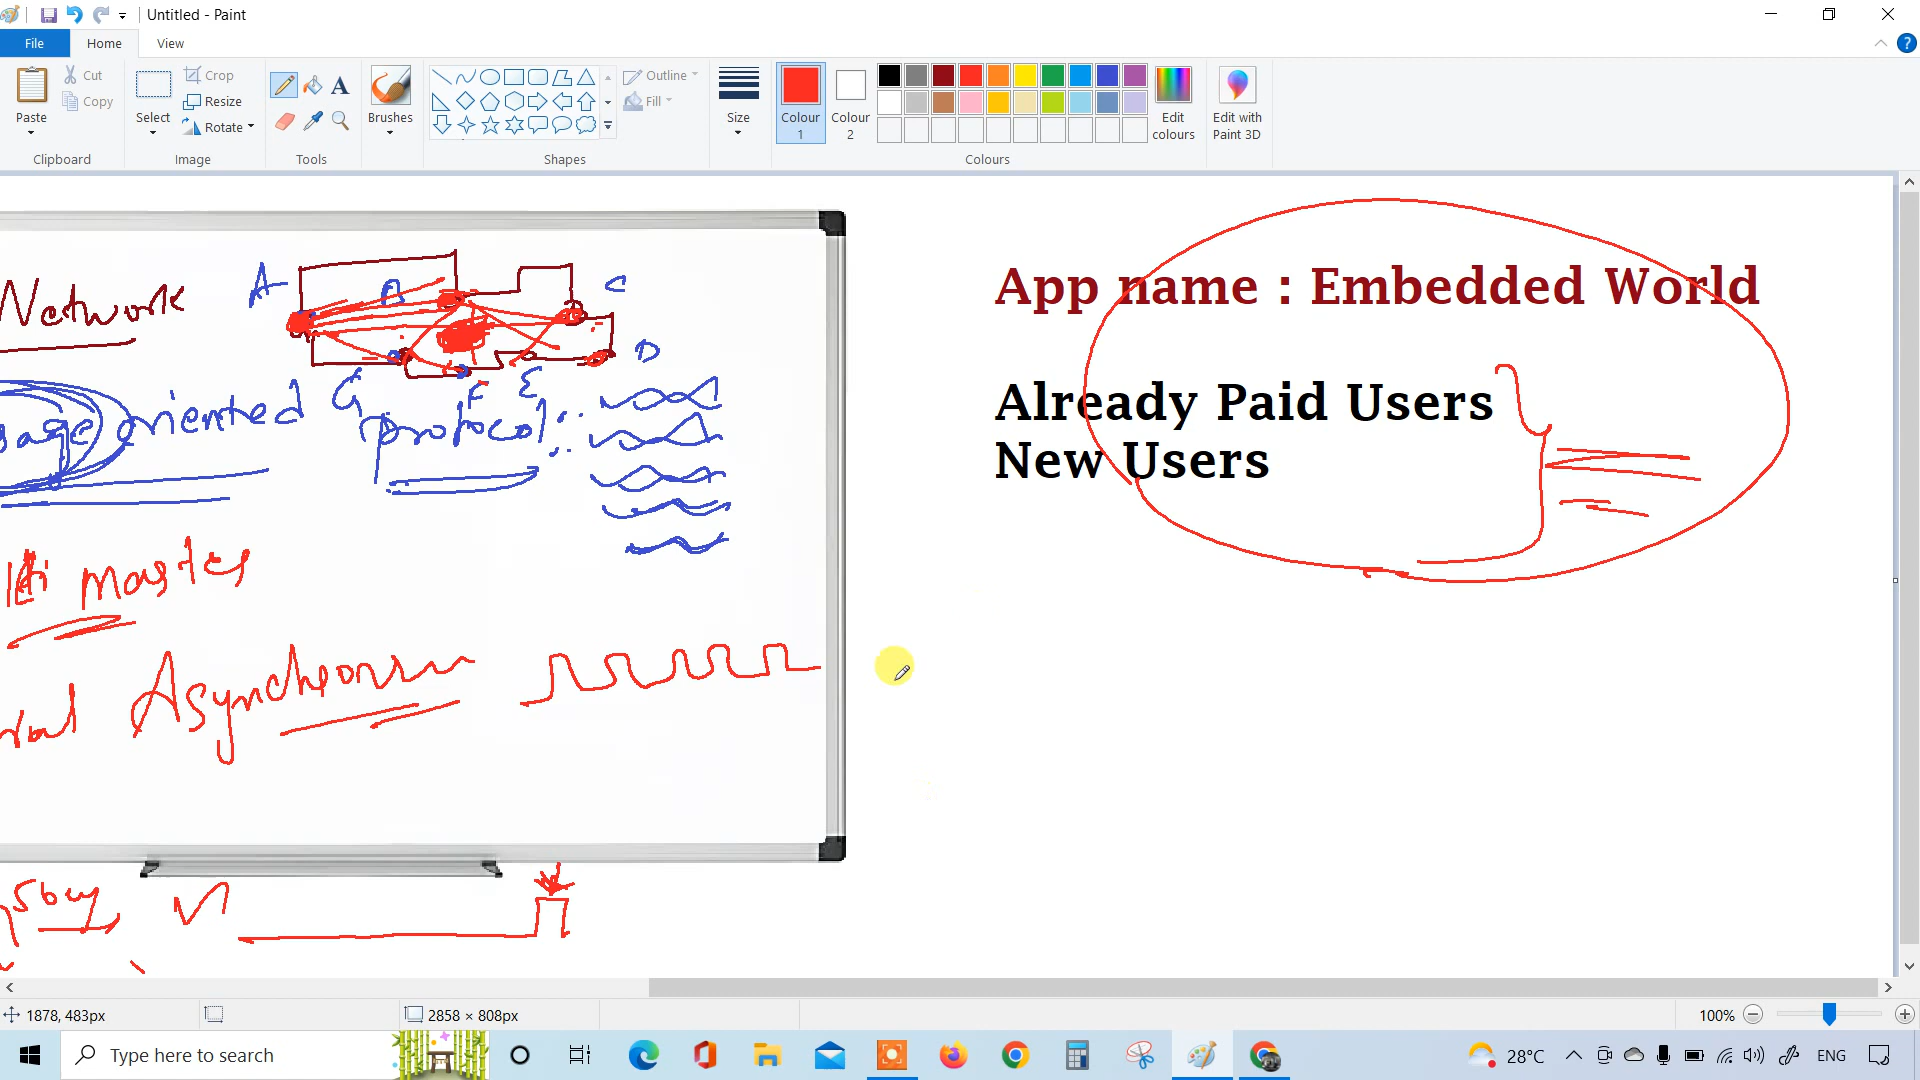 Untitled - Paint
File Home View
Cut
Copy
Paste
Clipboard
Crop
Resize
Rotate
Select
Image
Tools
Brushes
Outline
Fill
Shapes
Size
Colour 1
Colour 2
Edit colours
Colours
Edit with Paint 3D
Network
A B C D E F G
oriented protocol:
master
App name : Embedded World
Already Paid Users
New Users
1878, 483px
2858 × 808px
100%
Type here to search
28°C
ENG